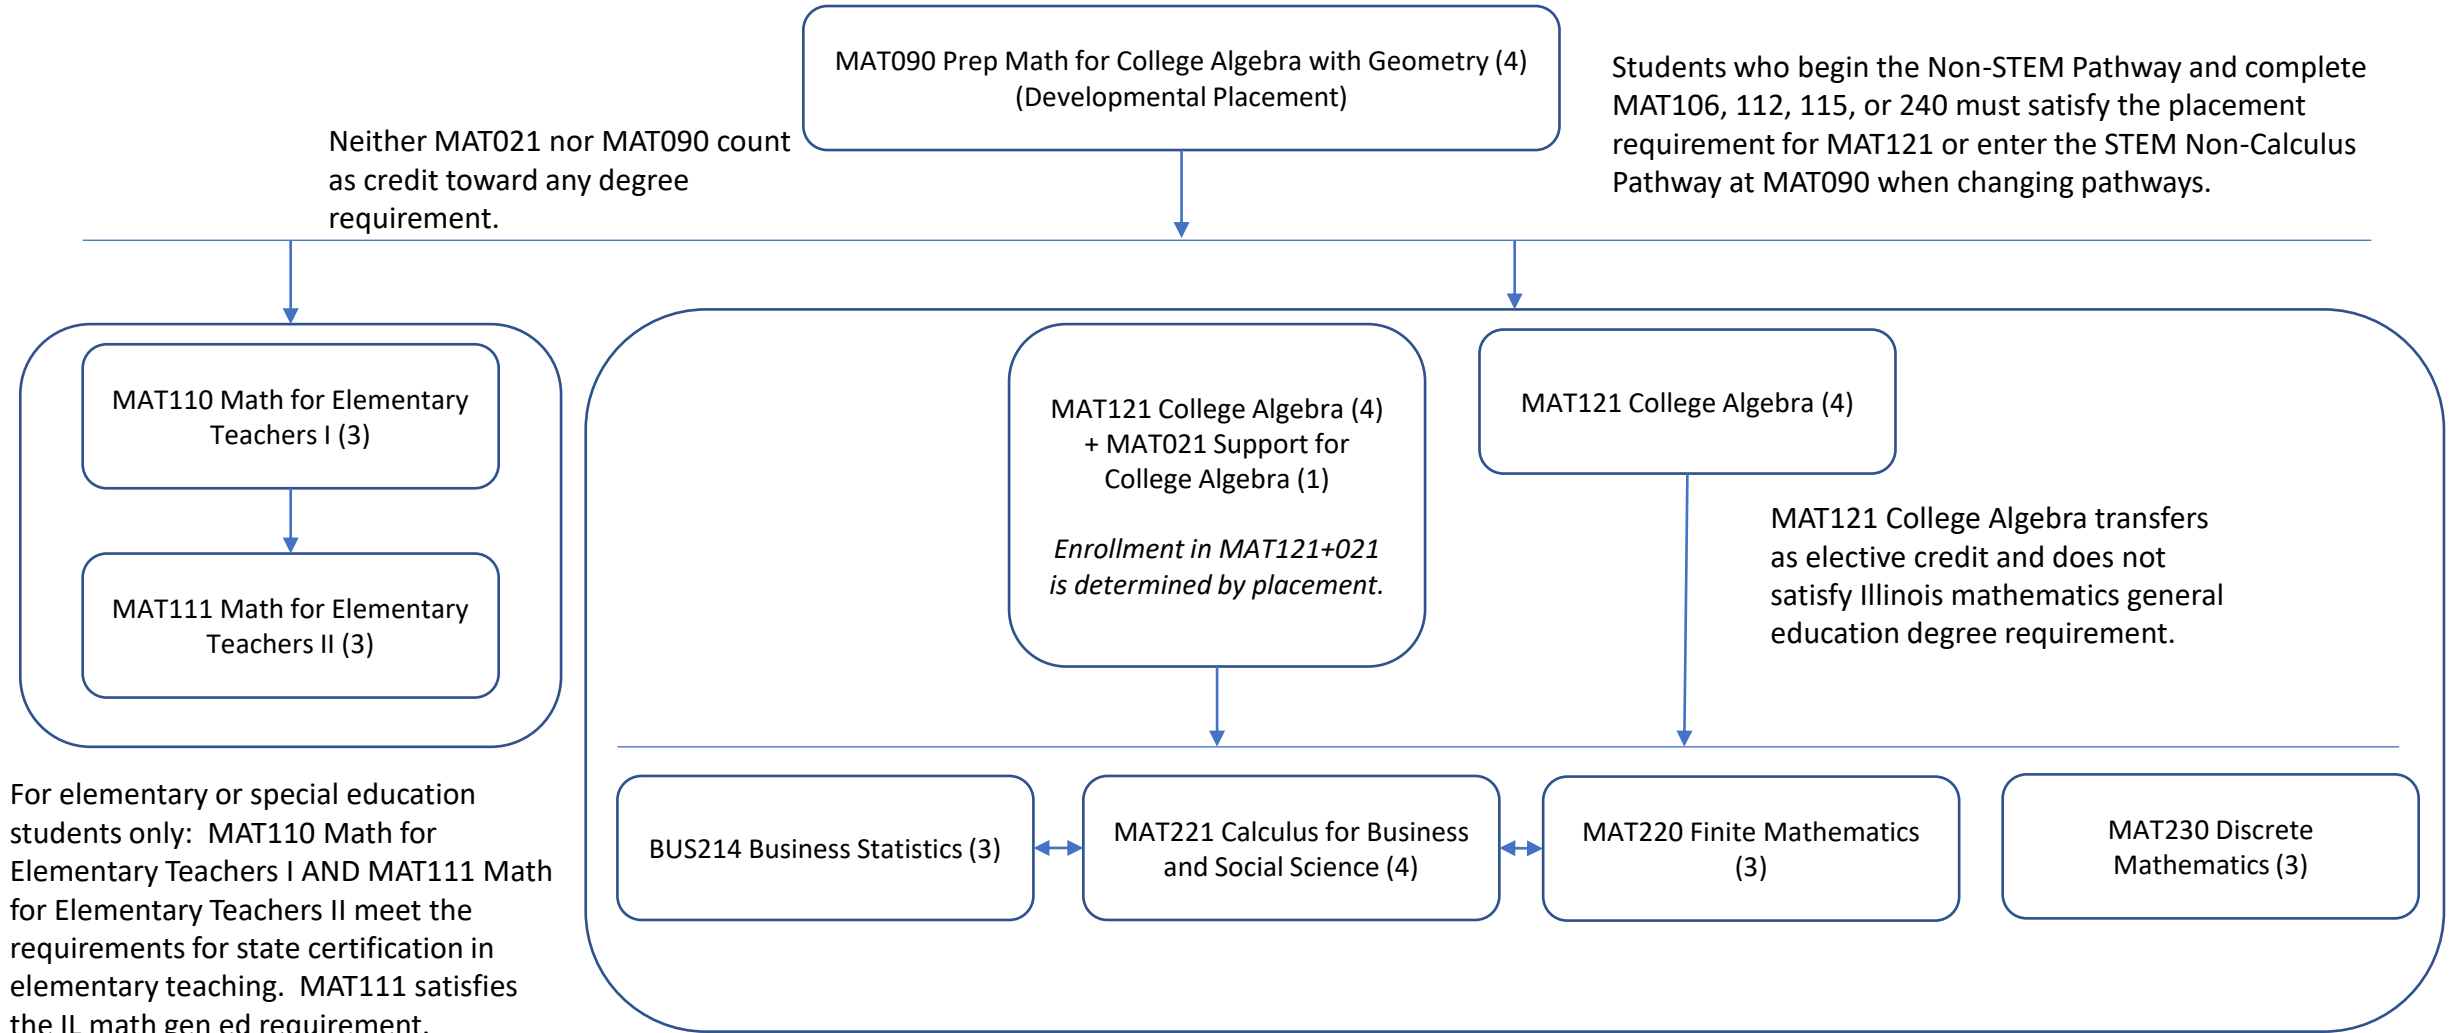 MAT090 Prep Math for College Algebra with Geometry (4)
(Developmental Placement)
Students who begin the Non-STEM Pathway and complete
MAT106, 112, 115, or 240 must satisfy the placement
requirement for MAT121 or enter the STEM Non-Calculus
Pathway at MAT090 when changing pathways.
Neither MAT021 nor MAT090 count
as credit toward any degree
requirement.
MAT110 Math for Elementary
Teachers I (3)
MAT111 Math for Elementary
Teachers II (3)
For elementary or special education
students only:  MAT110 Math for
Elementary Teachers I AND MAT111 Math
for Elementary Teachers II meet the
requirements for state certification in
elementary teaching.  MAT111 satisfies
the IL math gen ed requirement.
MAT121 College Algebra (4)
+ MAT021 Support for
College Algebra (1)
Enrollment in MAT121+021
is determined by placement.
MAT121 College Algebra (4)
MAT121 College Algebra transfers
as elective credit and does not
satisfy Illinois mathematics general
education degree requirement.
BUS214 Business Statistics (3)
MAT221 Calculus for Business
and Social Science (4)
MAT220 Finite Mathematics
(3)
MAT230 Discrete
Mathematics (3)